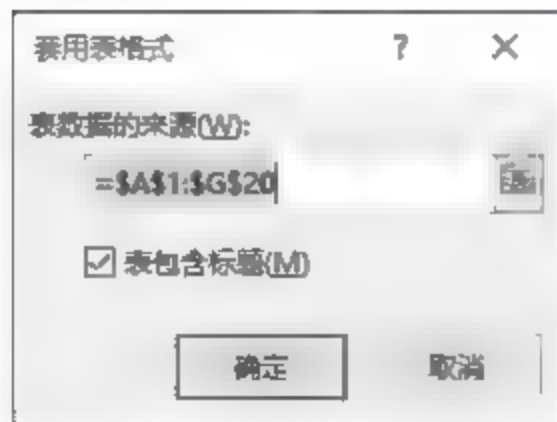 套用表格式 ? ×
表数据的来源(W):
=$A$1:$G$20
表包含标题(M)
确定 取消